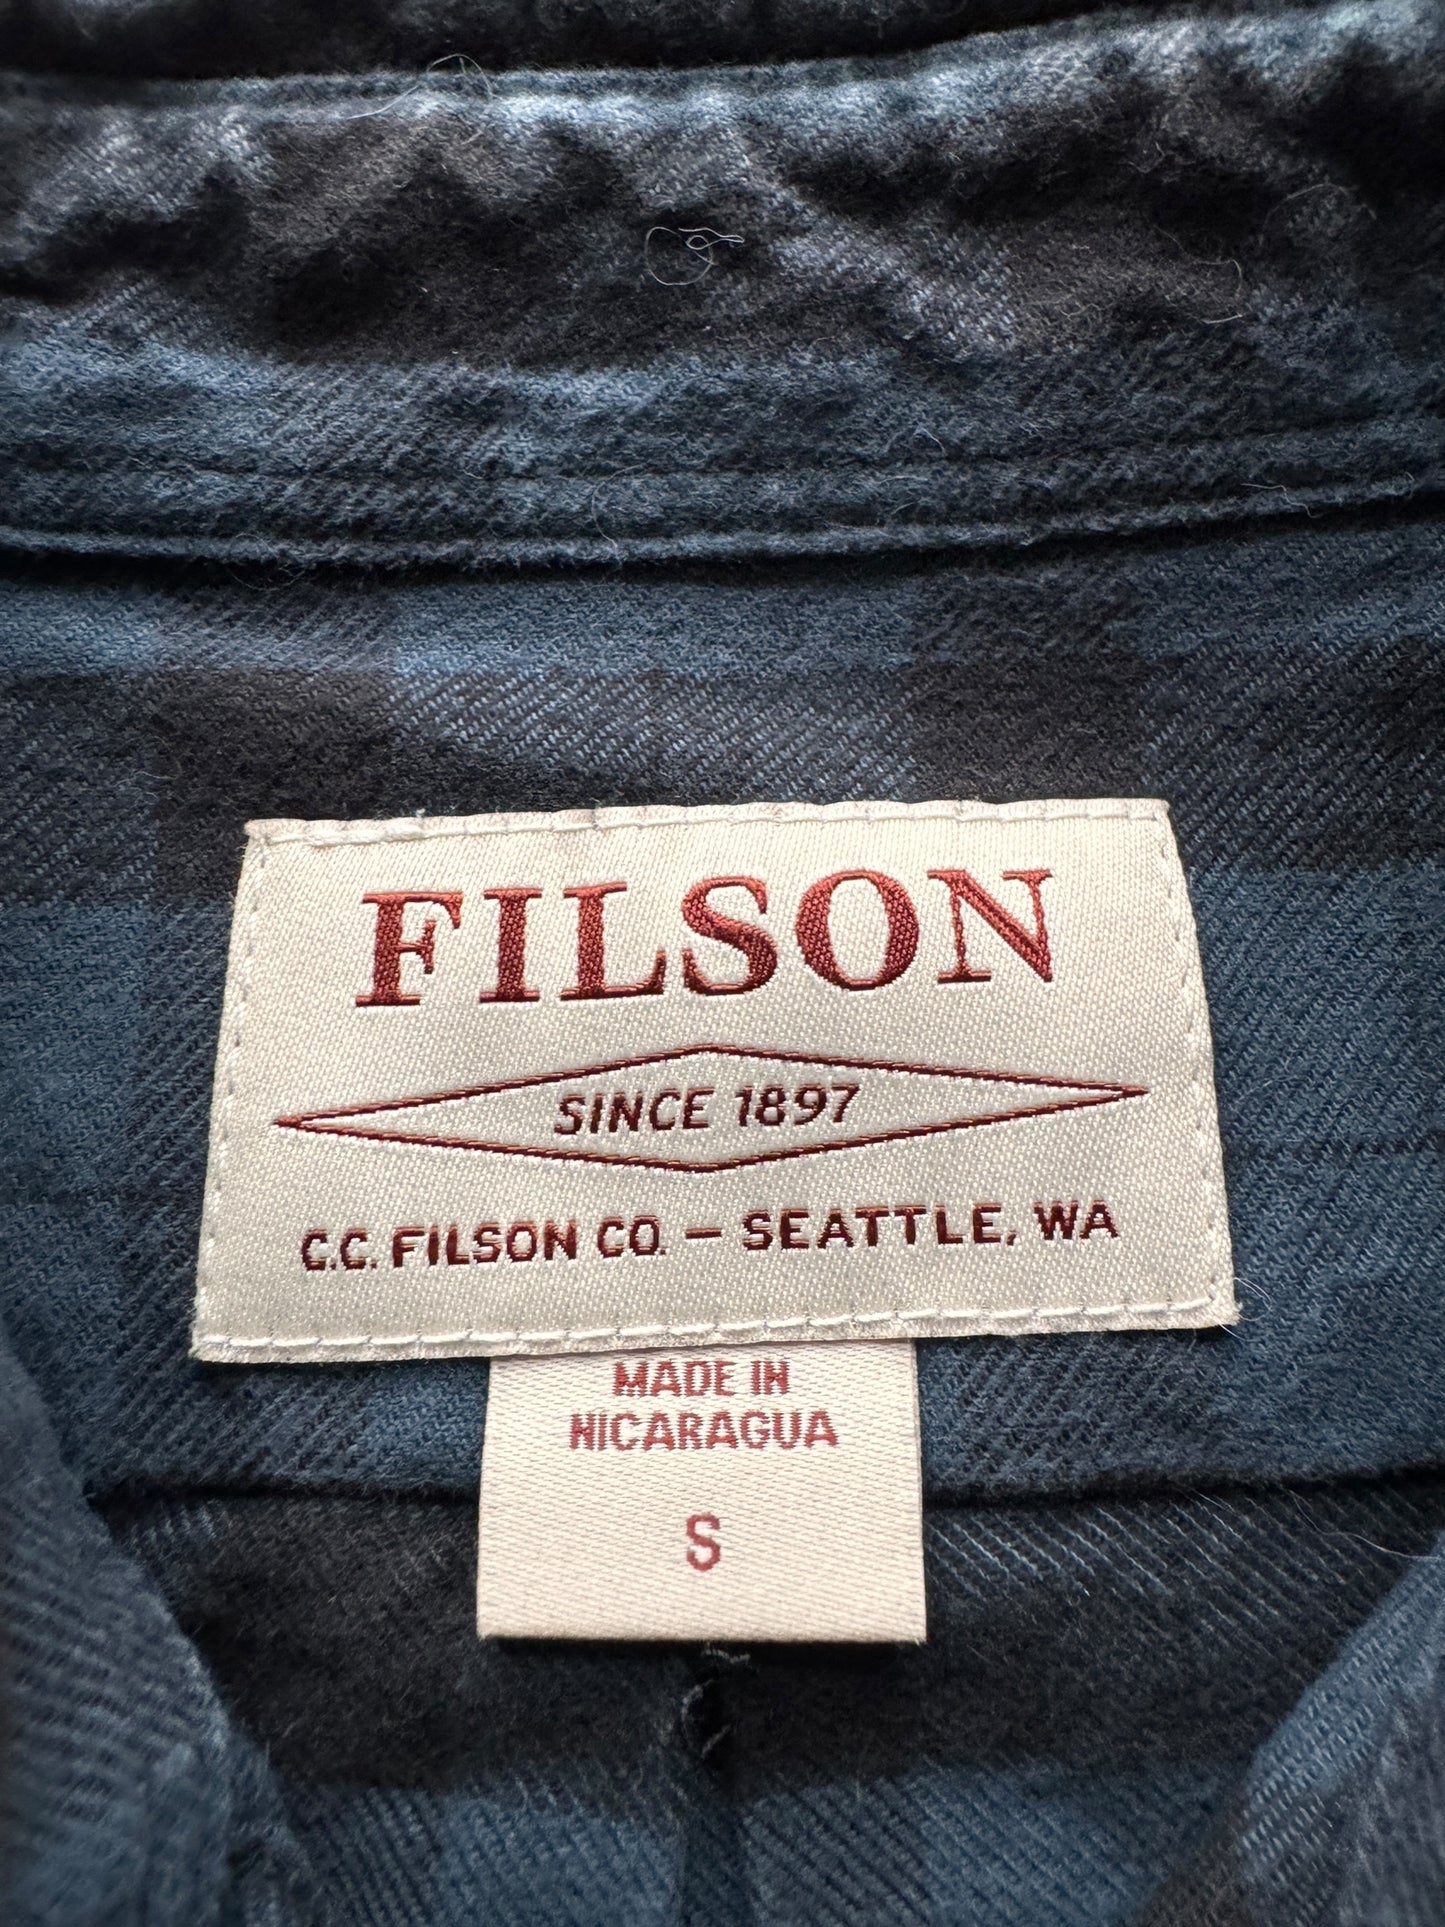 FILSON
SINCE 1897
C.C. FILSON CO. – SEATTLE, WA
MADE IN
NICARAGUA
S